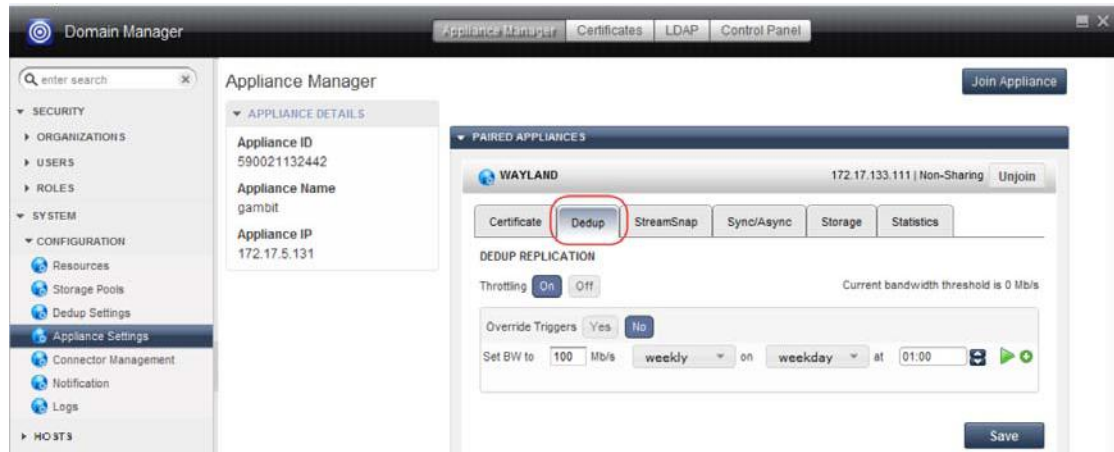 Domain Manager
Appliance Manager Certificates LDAP Control Panel
enter search
SECURITY
ORGANIZATIONS
USERS
ROLES
SYSTEM
CONFIGURATION
Resources
Storage Pools
Dedup Settings
Appliance Settings
Connector Management
Notification
Logs
HOSTS
Appliance Manager
Join Appliance
APPLIANCE DETAILS
Appliance ID
590021132442
Appliance Name
gambit
Appliance IP
172.17.5.131
PAIRED APPLIANCES
WAYLAND 172.17.133.111 | Non-Sharing Unjoin
Certificate Dedup StreamSnap Sync/Async Storage Statistics
DEDUP REPLICATION
Throttling On Off Current bandwidth threshold is 0 Mb/s
Override Triggers Yes No
Set BW to 100 Mb/s weekly on weekday at 01:00
Save